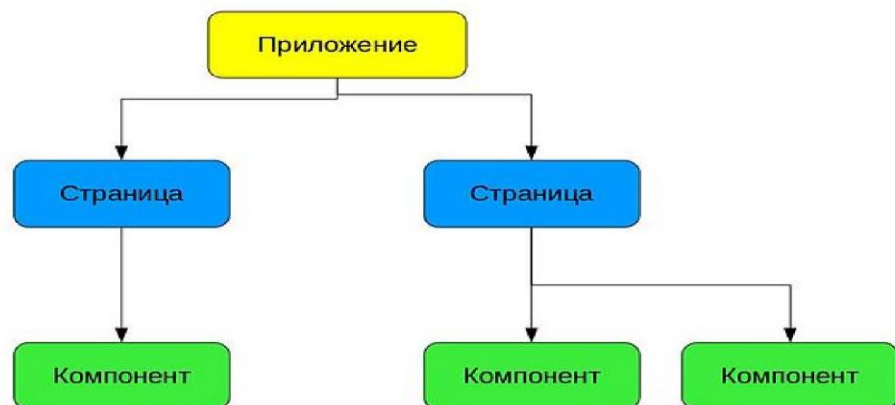 Приложение
Страница
Страница
Компонент
Компонент
Компонент